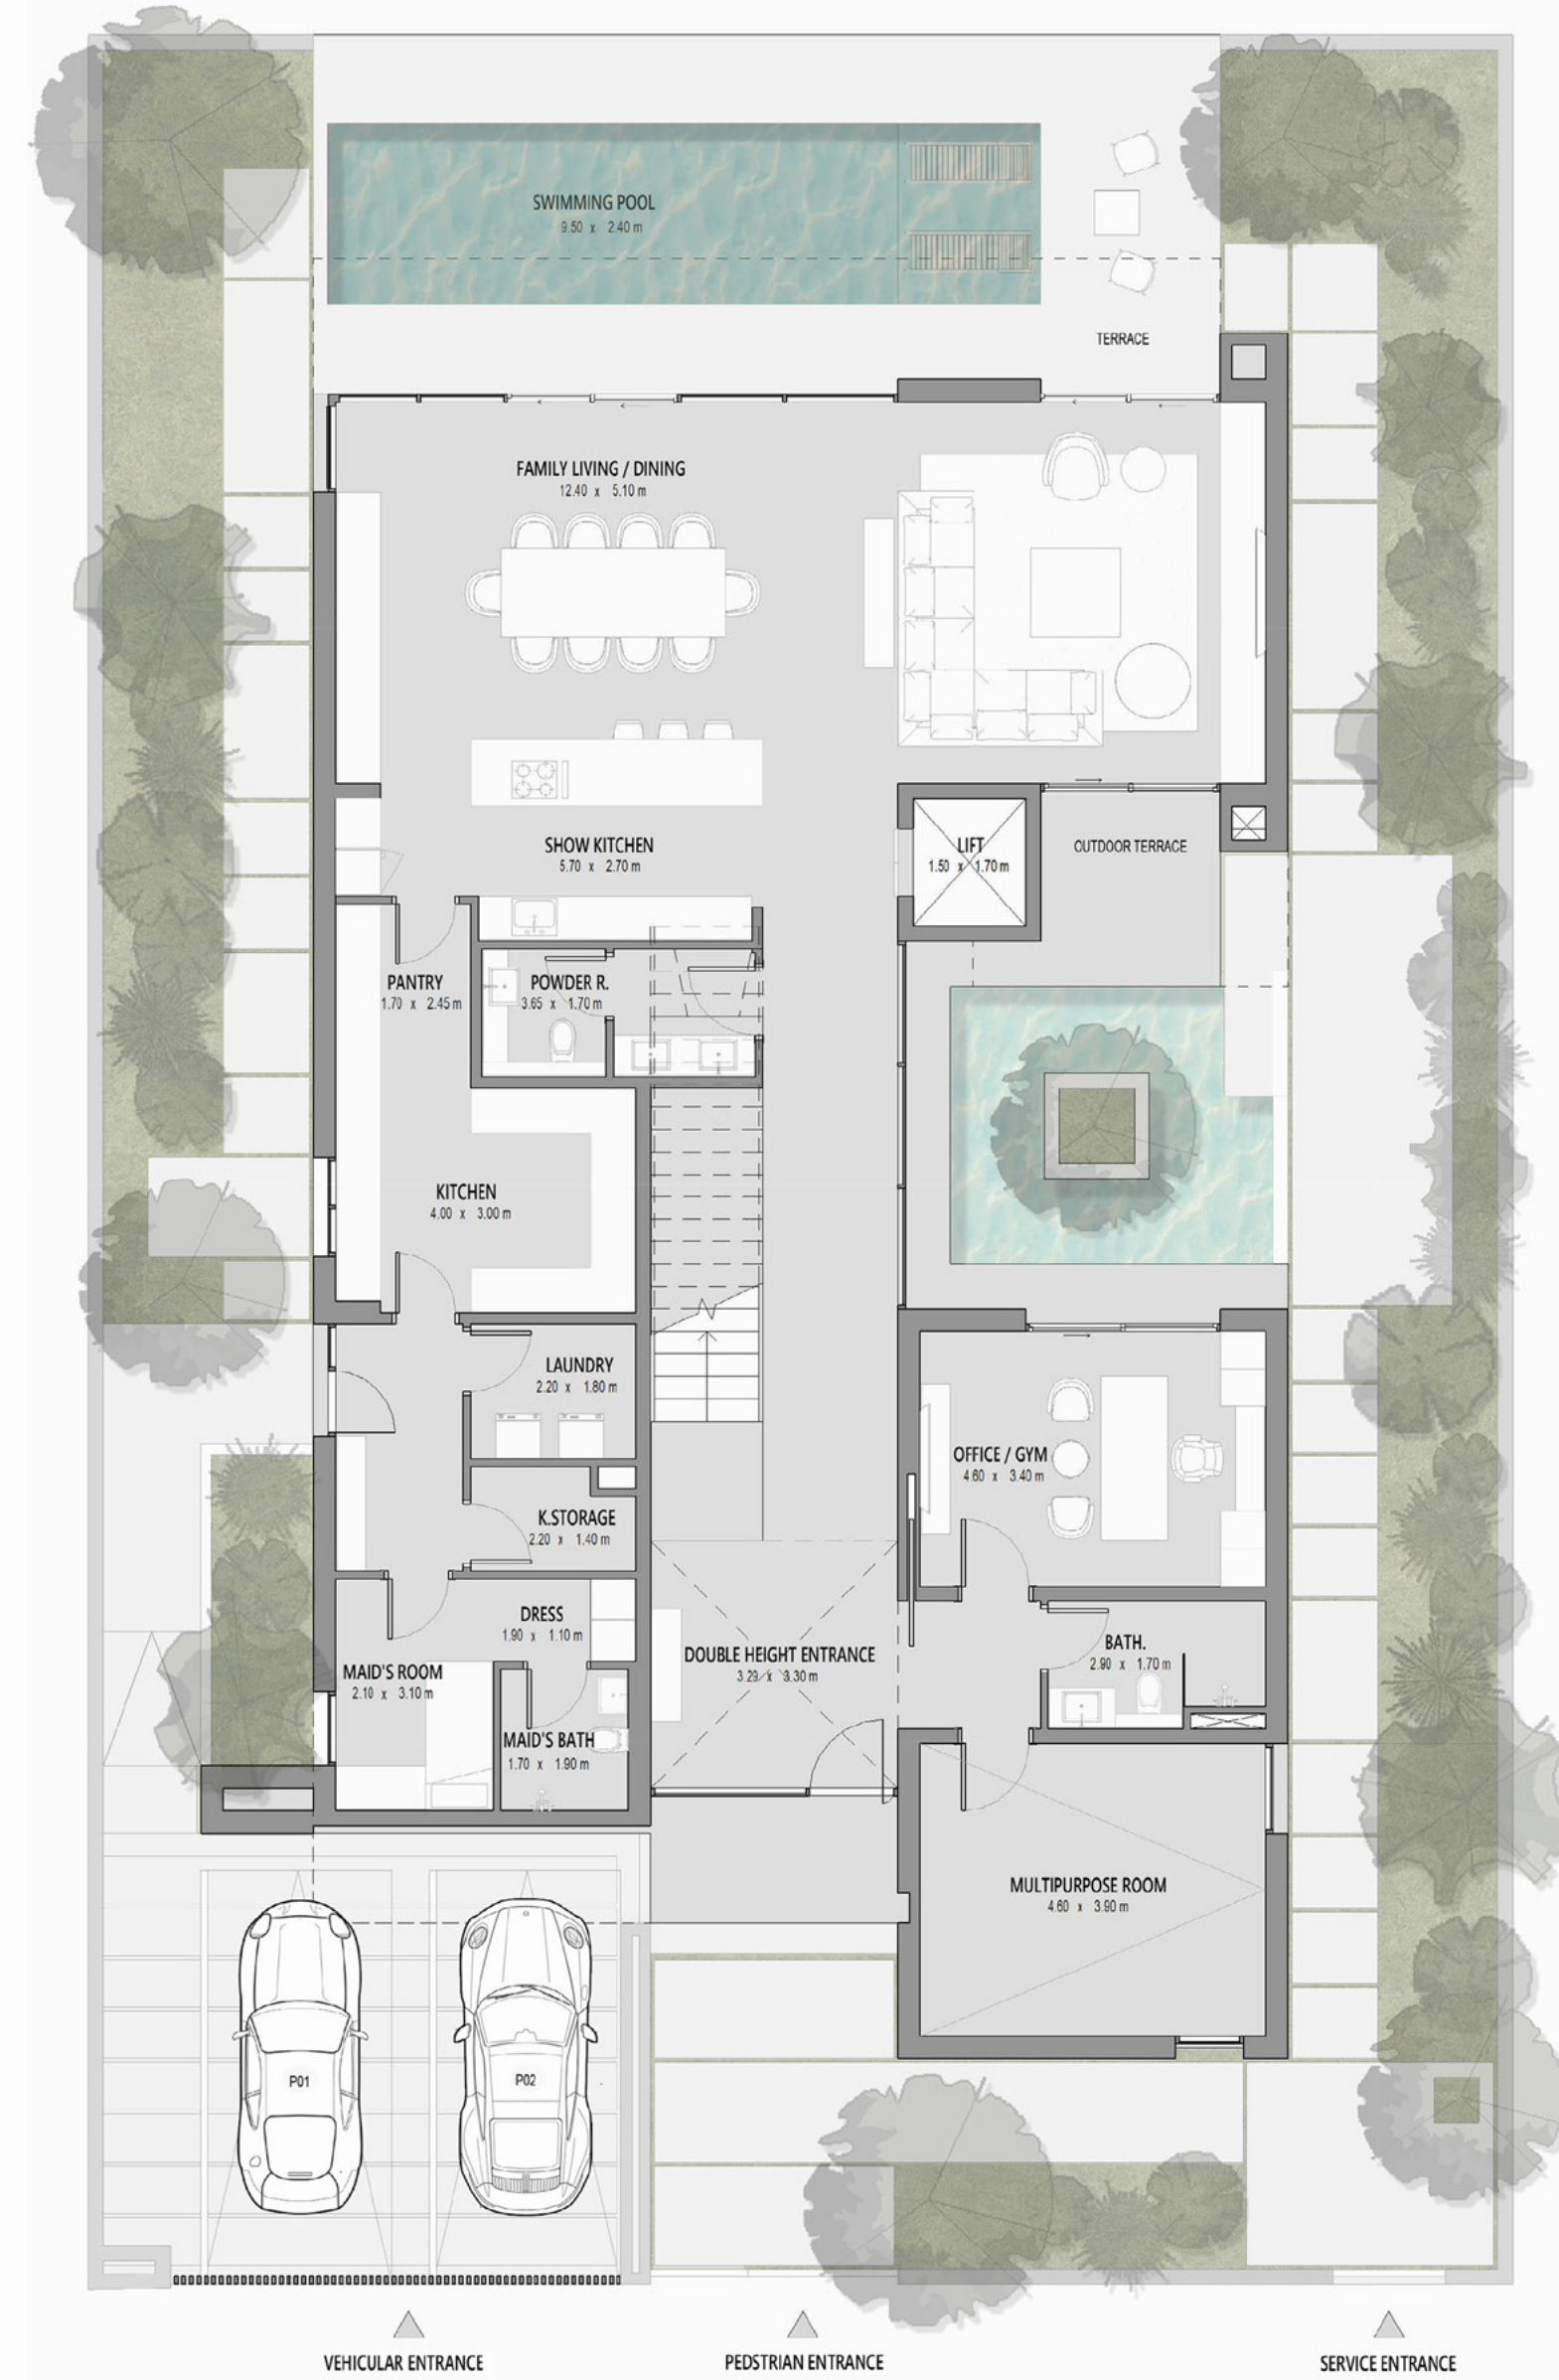 SWIMMING POOL
9.50 x 2.40 m
TERRACE
FAMILY LIVING / DINING
12.40 x 5.10 m
SHOW KITCHEN
5.70 x 2.70 m
LIFT
1.50 x 1.70 m
OUTDOOR TERRACE
PANTRY
1.70 x 2.45 m
POWDER R.
3.65 x 1.70 m
KITCHEN
4.00 x 3.00 m
LAUNDRY
2.20 x 1.80 m
OFFICE / GYM
4.60 x 3.40 m
K.STORAGE
2.20 x 1.40 m
DRESS
1.90 x 1.10 m
MAID'S ROOM
2.10 x 3.10 m
DOUBLE HEIGHT ENTRANCE
3.29 x 3.30 m
BATH.
2.90 x 1.70 m
MAID'S BATH
1.70 x 1.90 m
MULTIPURPOSE ROOM
4.60 x 3.90 m
P01
P02
VEHICULAR ENTRANCE
PEDSTRIAN ENTRANCE
SERVICE ENTRANCE